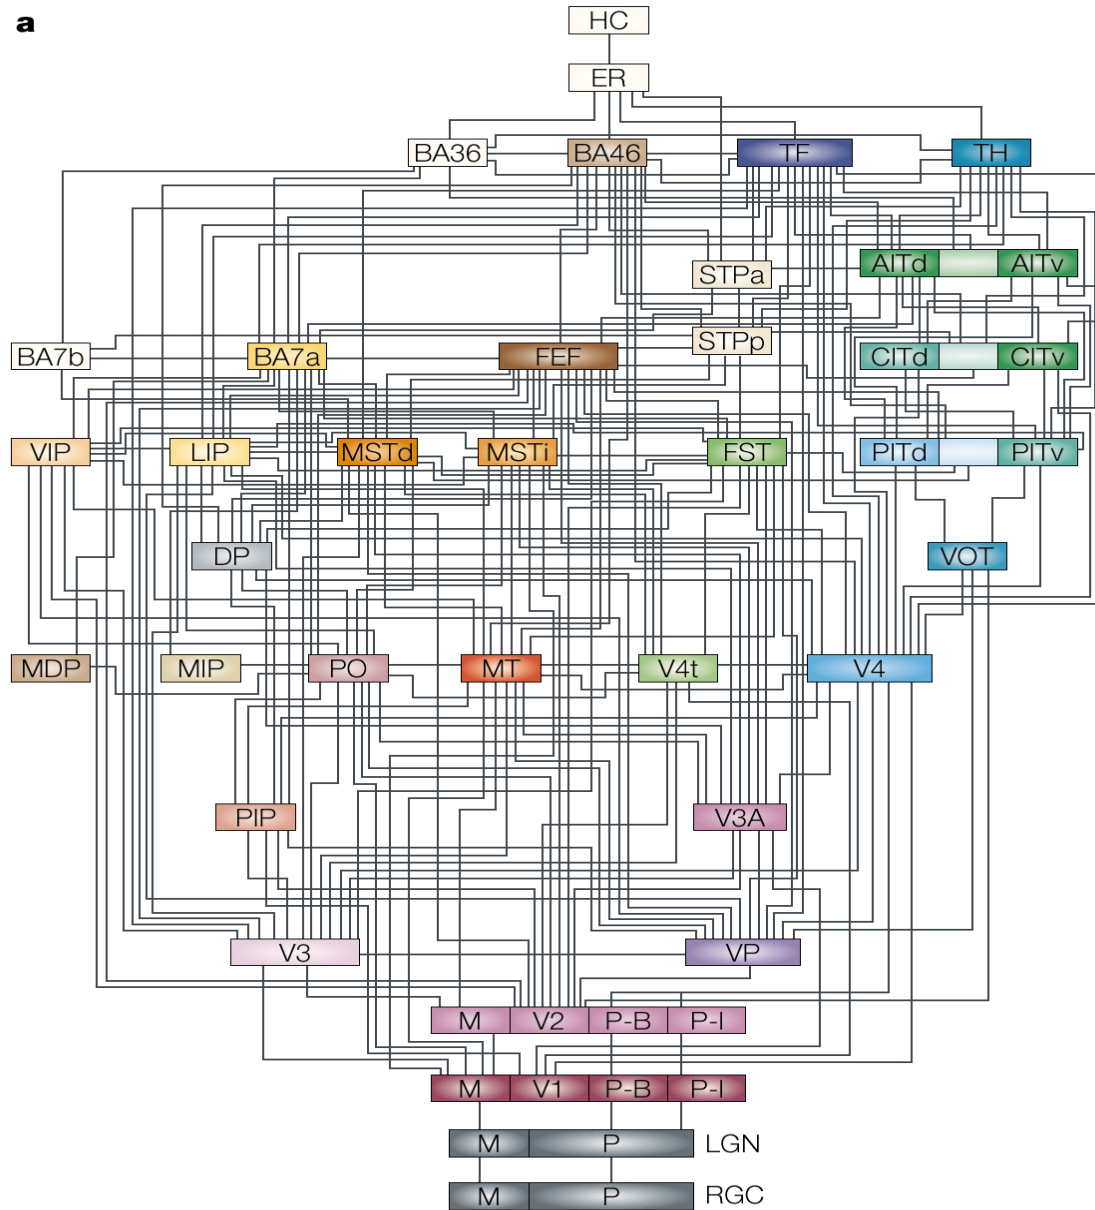 a
HC
ER
BA36 BA46 TF TH
STPa AITd AITv
STPp
BA7b BA7a FEF CITd CITv
VIP LIP MSTd MSTi FST PITd PITv
DP VOT
MDP MIP PO MT V4t V4
PIP V3A
V3 VP
M V2 P-B P-I
M V1 P-B P-I
M P LGN
M P RGC